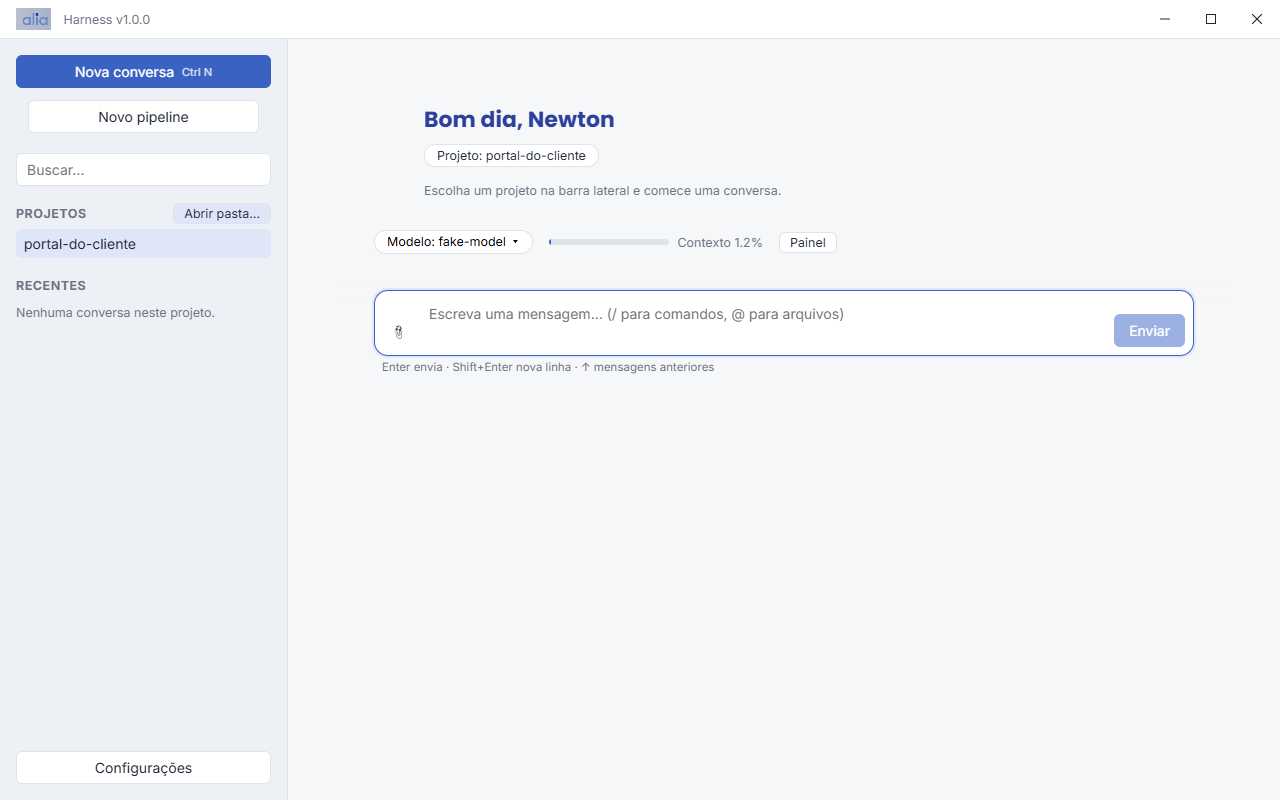 alia Harness v1.0.0
Nova conversa Ctrl N
Novo pipeline
Buscar...
PROJETOS Abrir pasta...
portal-do-cliente
RECENTES
Nenhuma conversa neste projeto.
Configurações
Bom dia, Newton
Projeto: portal-do-cliente
Escolha um projeto na barra lateral e comece uma conversa.
Modelo: fake-model Contexto 1.2% Painel
Escreva uma mensagem... (/ para comandos, @ para arquivos)
Enviar
Enter envia · Shift+Enter nova linha · ↑ mensagens anteriores